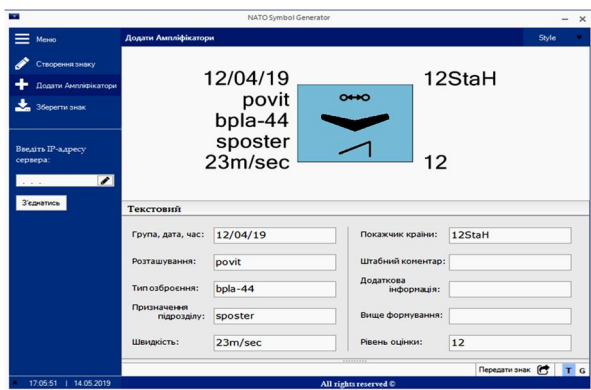 NATO Symbol Generator
Меню
Додати Ампліфікатори
Style
Створення знаку
Додати Ампліфікатори
Зберегти знак
Введіть IP-адресу
сервера:
. . .
З'єднатись
12/04/19
12StaH
povit
bpla-44
sposter
23m/sec
12
Текстовий
Група, дата, час:
12/04/19
Покажчик країни:
12StaH
Розташування:
povit
Штабний коментар:
Тип озброєння:
bpla-44
Додаткова
інформація:
Призначення
підрозділу:
sposter
Вище формування:
Швидкість:
23m/sec
Рівень оцінки:
12
Передати знак
T G
17:05:51 | 14.05.2019
All rights reserved ©